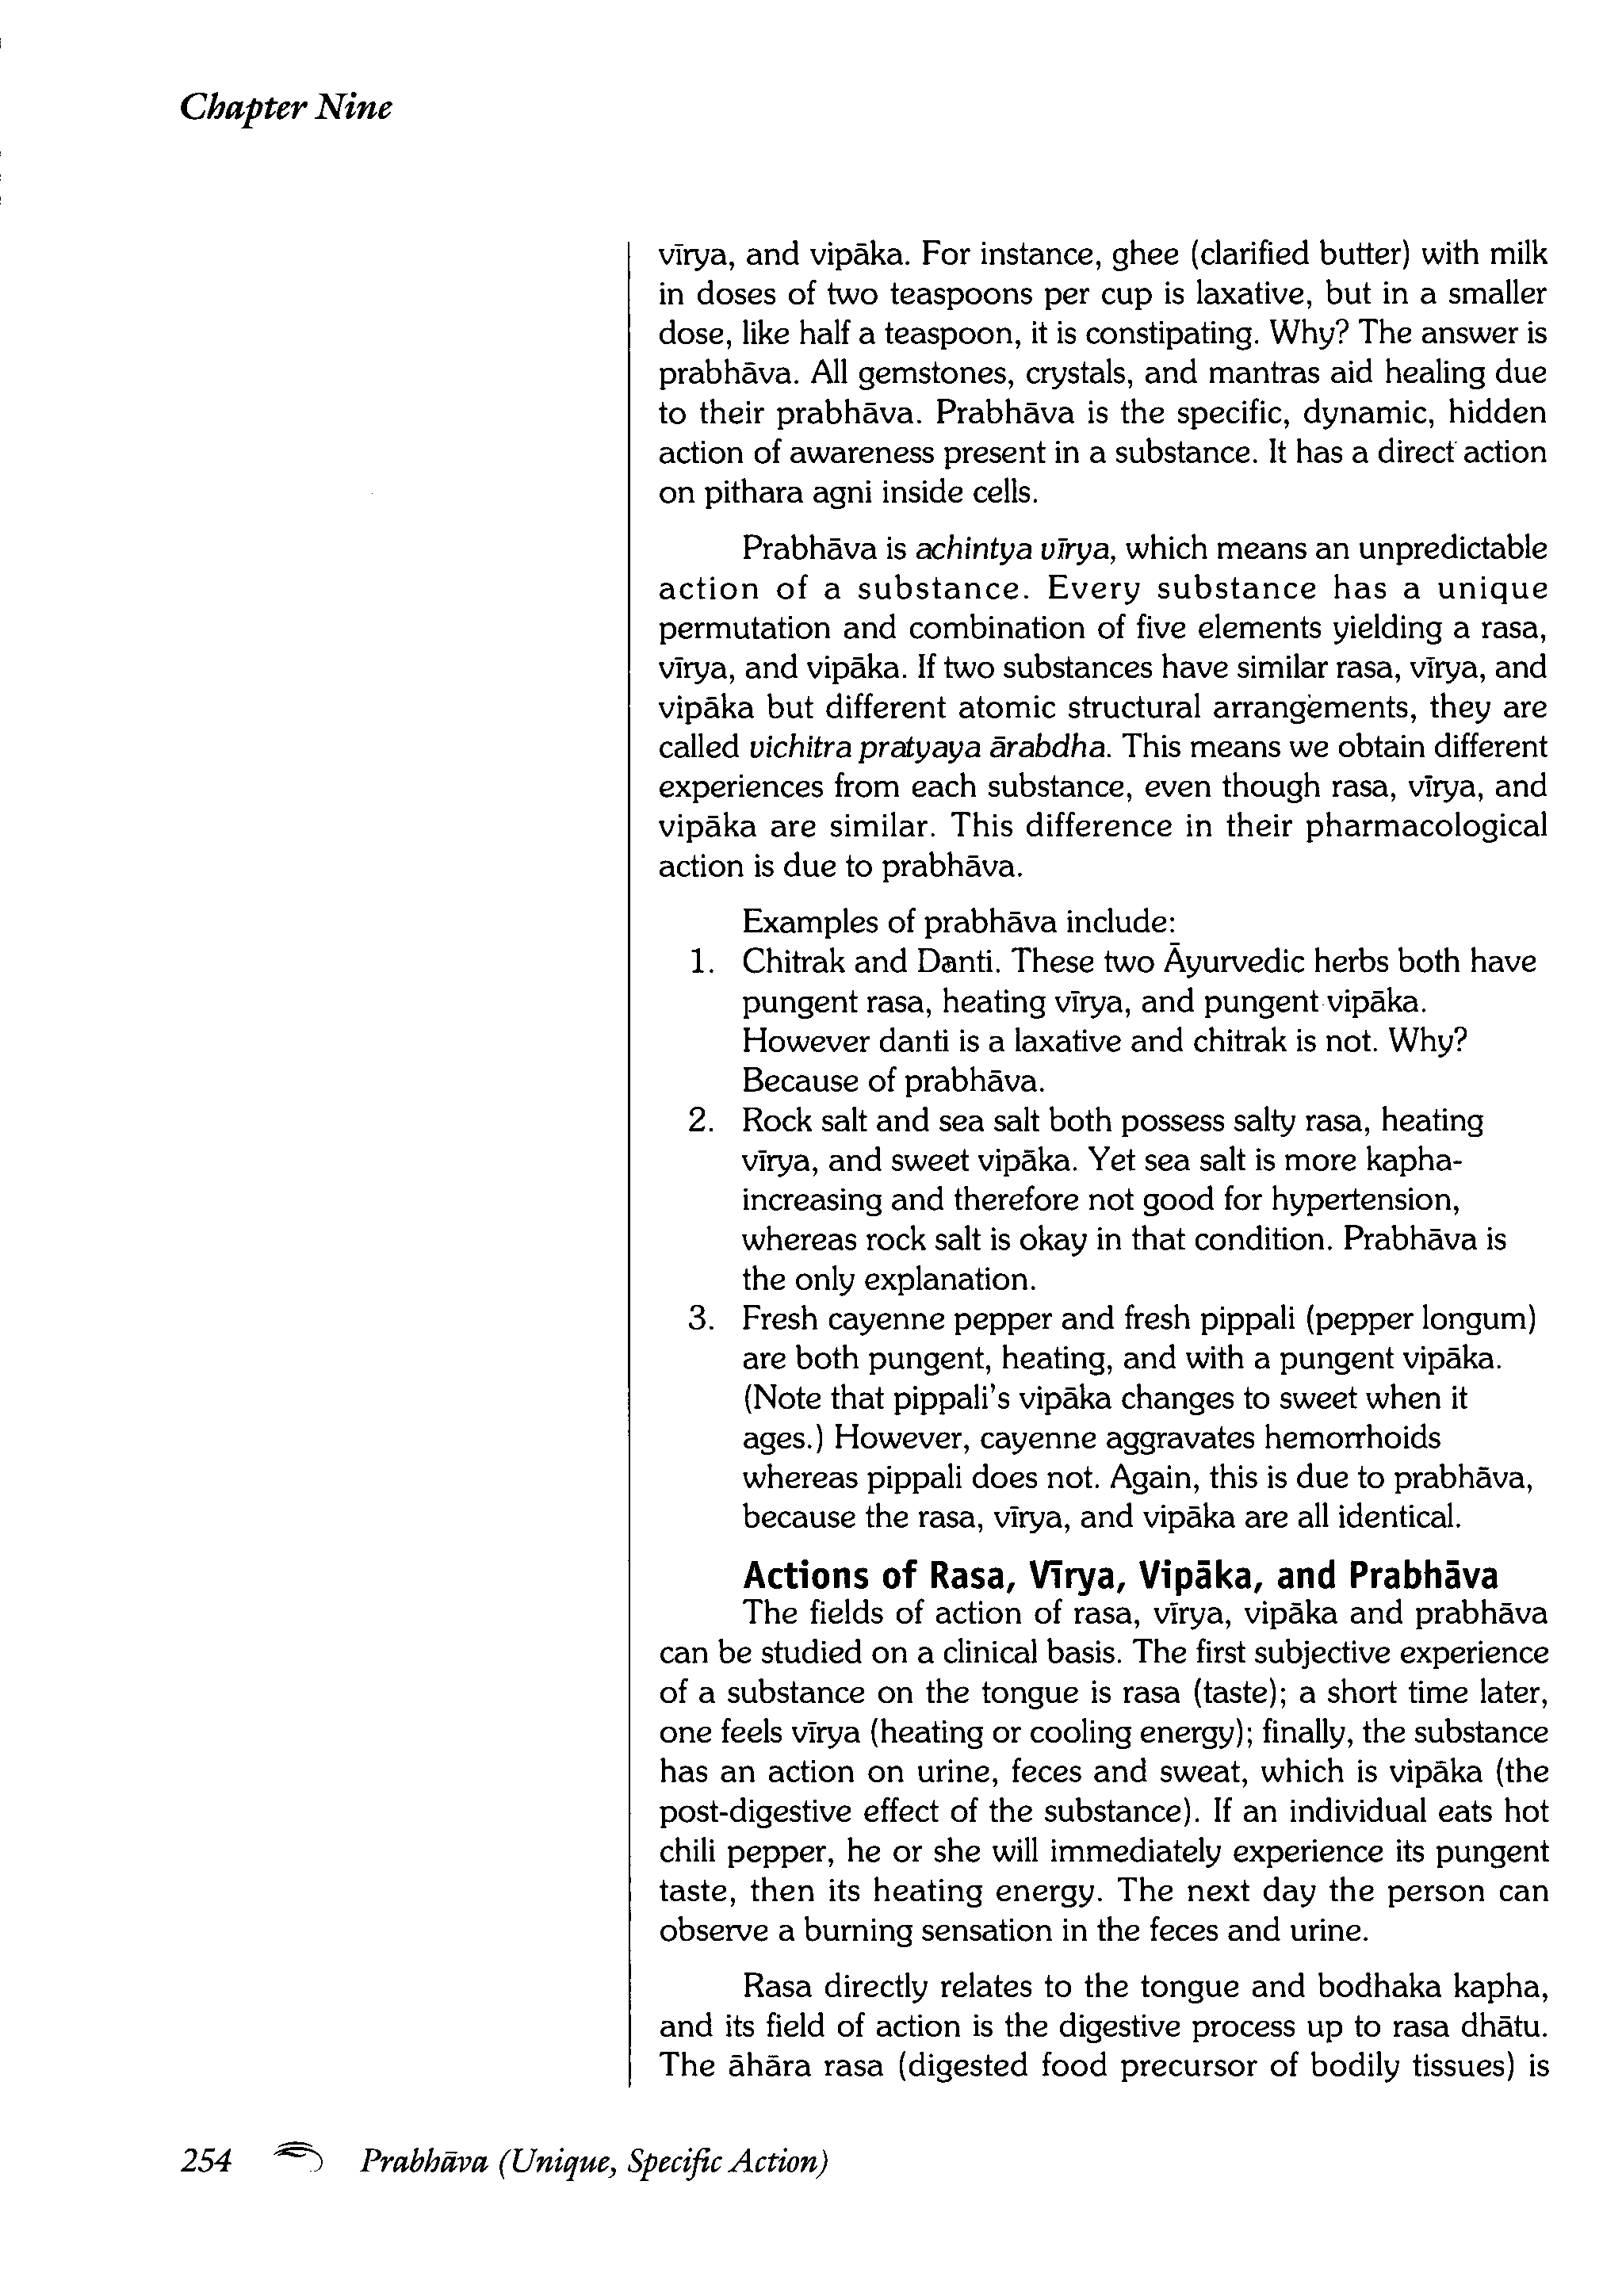 Chapter Nine
vīrya, and vipāka. For instance, ghee (clarified butter) with milk
in doses of two teaspoons per cup is laxative, but in a smaller
dose, like half a teaspoon, it is constipating. Why? The answer is
prabhāva. All gemstones, crystals, and mantras aid healing due
to their prabhāva. Prabhāva is the specific, dynamic, hidden
action of awareness present in a substance. It has a direct action
on pithara agni inside cells.
Prabhāva is achintya vīrya, which means an unpredictable
action of a substance. Every substance has a unique
permutation and combination of five elements yielding a rasa,
vīrya, and vipāka. If two substances have similar rasa, vīrya, and
vipāka but different atomic structural arrangements, they are
called vichitra pratyaya ārabdha. This means we obtain different
experiences from each substance, even though rasa, vīrya, and
vipāka are similar. This difference in their pharmacological
action is due to prabhāva.
Examples of prabhāva include:
1. Chitrak and Danti. These two Āyurvedic herbs both have
pungent rasa, heating vīrya, and pungent vipāka.
However danti is a laxative and chitrak is not. Why?
Because of prabhāva.
2. Rock salt and sea salt both possess salty rasa, heating
vīrya, and sweet vipāka. Yet sea salt is more kapha-
increasing and therefore not good for hypertension,
whereas rock salt is okay in that condition. Prabhāva is
the only explanation.
3. Fresh cayenne pepper and fresh pippali (pepper longum)
are both pungent, heating, and with a pungent vipāka.
(Note that pippali's vipāka changes to sweet when it
ages.) However, cayenne aggravates hemorrhoids
whereas pippali does not. Again, this is due to prabhāva,
because the rasa, vīrya, and vipāka are all identical.
Actions of Rasa, Vīrya, Vipāka, and Prabhāva
The fields of action of rasa, vīrya, vipāka and prabhāva
can be studied on a clinical basis. The first subjective experience
of a substance on the tongue is rasa (taste); a short time later,
one feels vīrya (heating or cooling energy); finally, the substance
has an action on urine, feces and sweat, which is vipāka (the
post-digestive effect of the substance). If an individual eats hot
chili pepper, he or she will immediately experience its pungent
taste, then its heating energy. The next day the person can
observe a burning sensation in the feces and urine.
Rasa directly relates to the tongue and bodhaka kapha,
and its field of action is the digestive process up to rasa dhātu.
The āhāra rasa (digested food precursor of bodily tissues) is
254 Prabhāva (Unique, Specific Action)